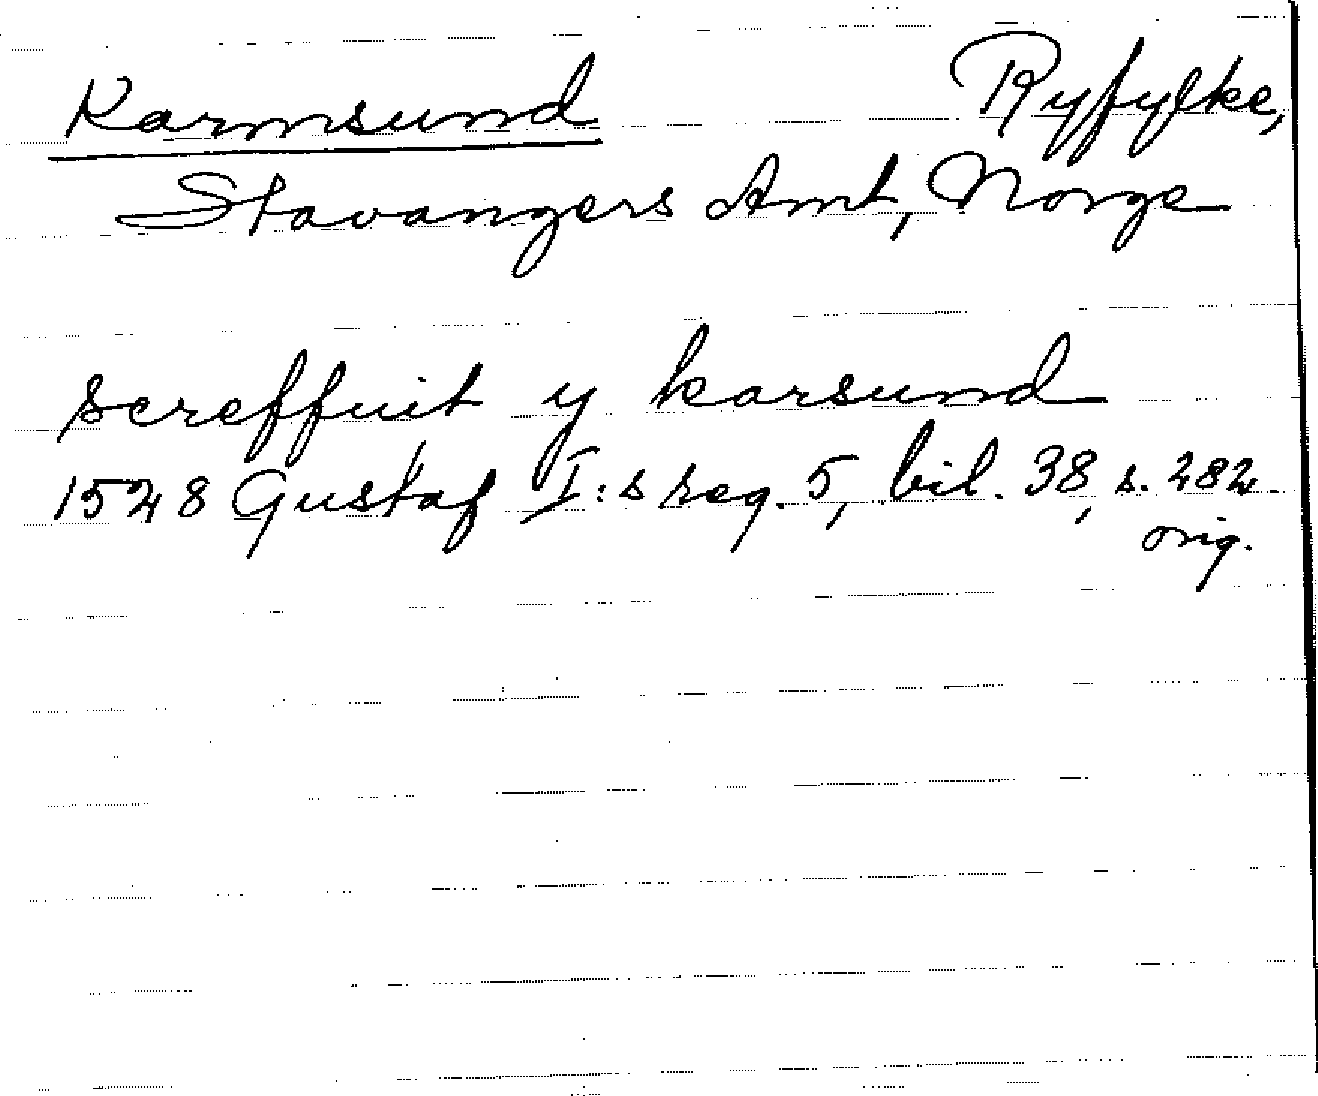 Karmsund Ryfylke,
Stavangers Amt, Norge
screffuit y karsund
1528 Gustaf I:s reg. 5, bil. 38, s. 282.
orig.